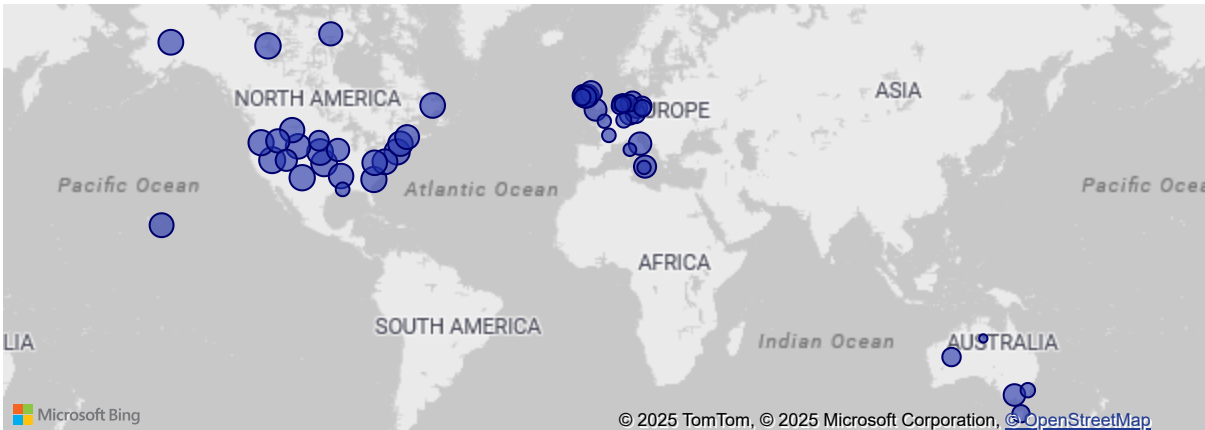 NORTH AMERICA
ASIA
UROPE
Pacific Ocean
Atlantic Ocean
Pacific Ocea
AFRICA
SOUTH AMERICA
Indian Ocean
LIA
AUSTRALIA
Microsoft Bing
© 2025 TomTom, © 2025 Microsoft Corporation, © OpenStreetMap